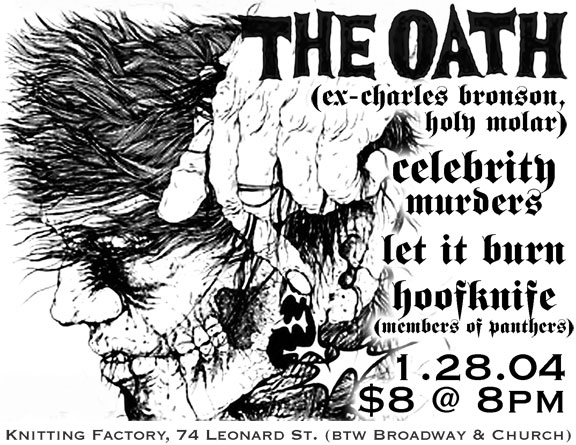 THE OATH
(ex-charles bronson,
holy molar)
celebrity
murders
let it burn
hoofknife
(members of panthers)
1.28.04
$8 @ 8PM
Knitting Factory, 74 Leonard St. (btw Broadway & Church)